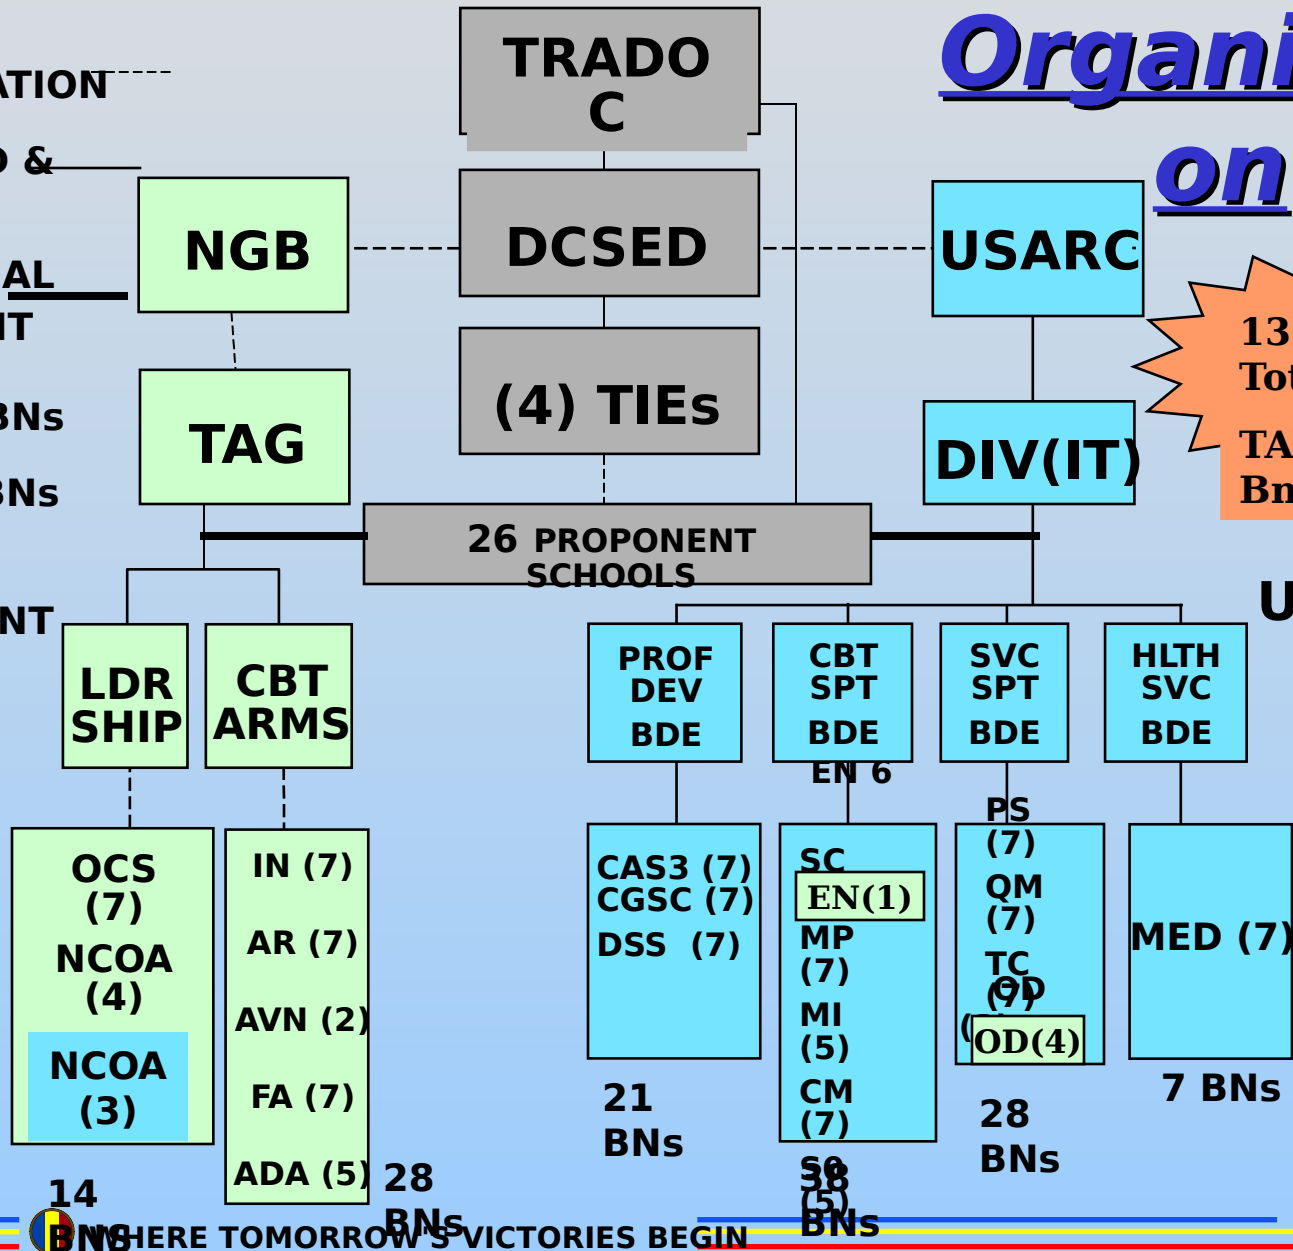 TRADO
C
Organi
on
ATION
O &
AL
IT
BNs
BNs
NT
NGB
DCSED
USARC
TAG
(4) TIEs
DIV(IT)
13
Tot
TA
Bn
26 PROPONENT
SCHOOLS
U
LDR
SHIP
CBT
ARMS
PROF
DEV
BDE
CBT
SPT
BDE
EN 6
SVC
SPT
BDE
HLTH
SVC
BDE
OCS
(7)
NCOA
(4)
NCOA
(3)
14
BNS
IN (7)
AR (7)
AVN (2)
FA (7)
ADA (5)
28
BNs
CAS3 (7)
CGSC (7)
DSS (7)
21
BNs
SC
EN(1)
MP
(7)
MI
(5)
CM
(7)
(5)
38
BNs
PS
(7)
QM
(7)
TC
(7)
OD
OD(4)
28
BNs
MED (7)
7 BNs
WHERE TOMORROW'S VICTORIES BEGIN